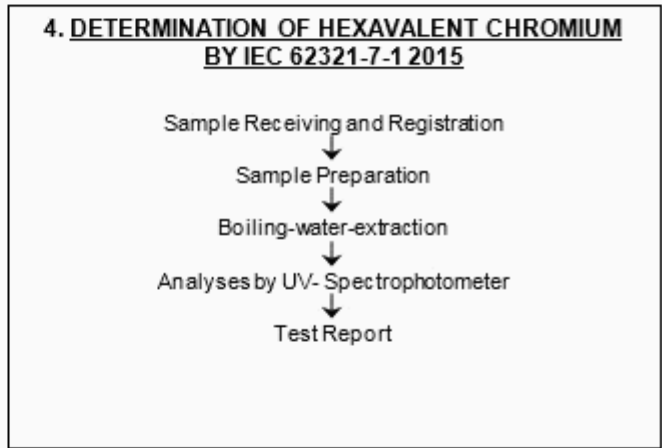 4. DETERMINATION OF HEXAVALENT CHROMIUM
BY IEC 62321-7-1 2015
Sample Receiving and Registration
Sample Preparation
Boiling-water-extraction
Analyses by UV- Spectrophotometer
Test Report